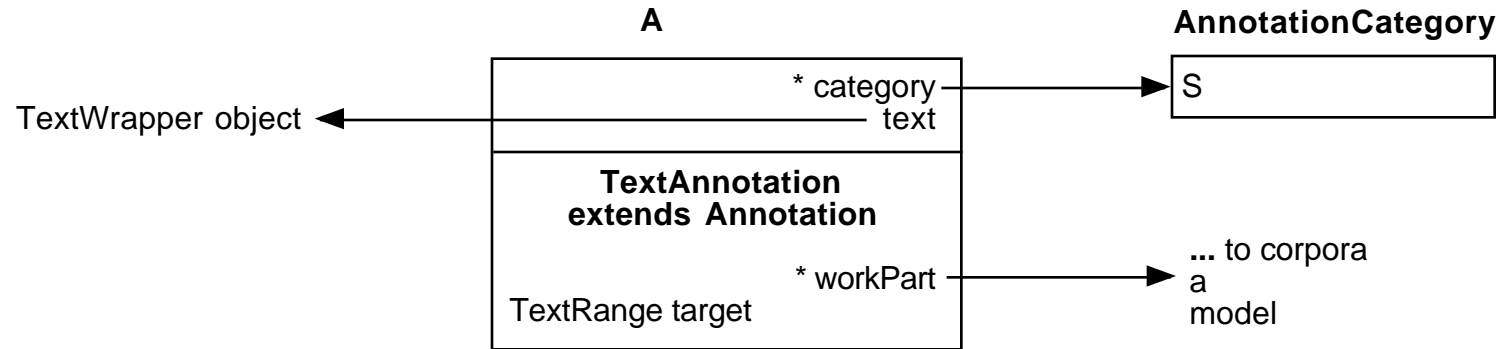 A
AnnotationCategory
* category
S
TextWrapper object
text
TextAnnotation
extends Annotation
* workPart
... to corpora
a
model
TextRange target